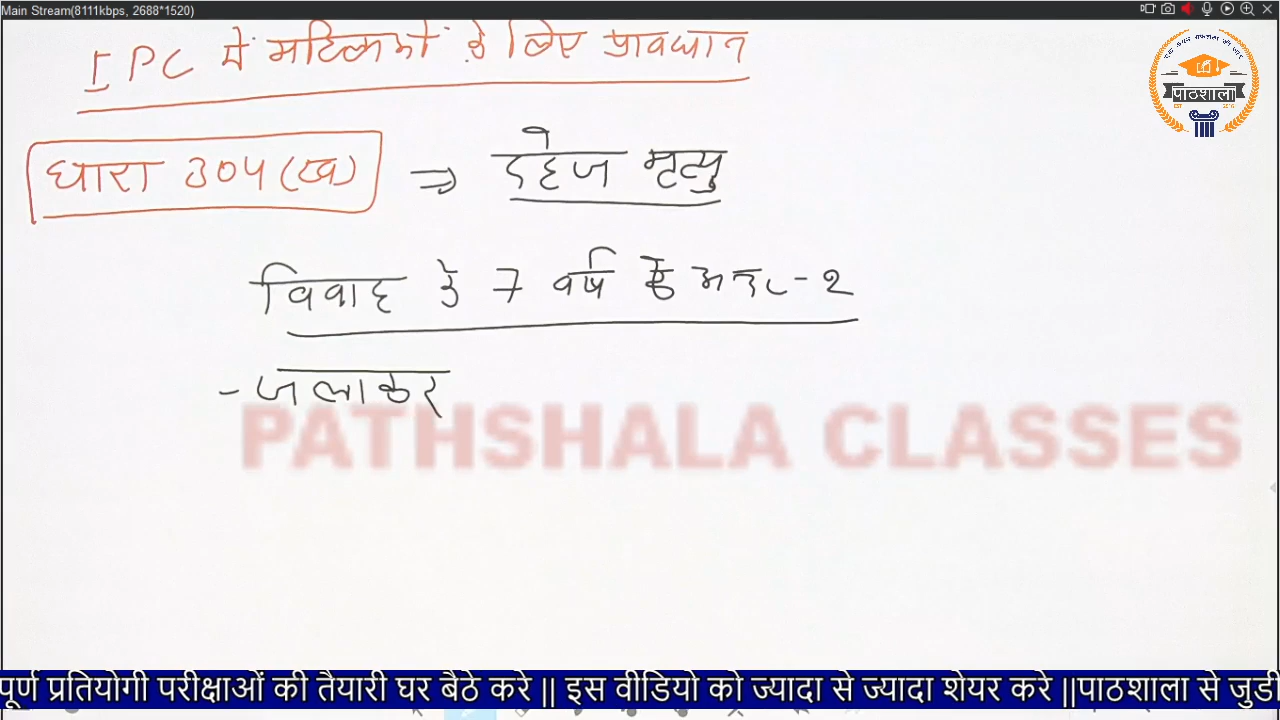 Main Stream(8111kbps, 2688*1520)
IPC में महिलाओं के लिए प्रावधान
पाठशाला
धारा 304(ख) ⇒ दहेज मृत्यु
विवाह के 7 वर्ष के अन्दर-२
- जलाकर
PATHSHALA CLASSES
पूर्ण प्रतियोगी परीक्षाओं की तैयारी घर बैठे करे || इस वीडियो को ज्यादा से ज्यादा शेयर करे ||पाठशाला से जुडी